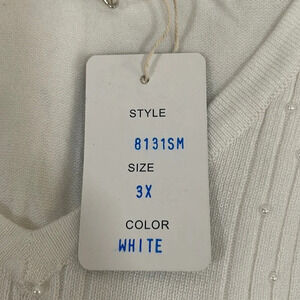 STYLE
8131SM
SIZE
3X
COLOR
WHITE